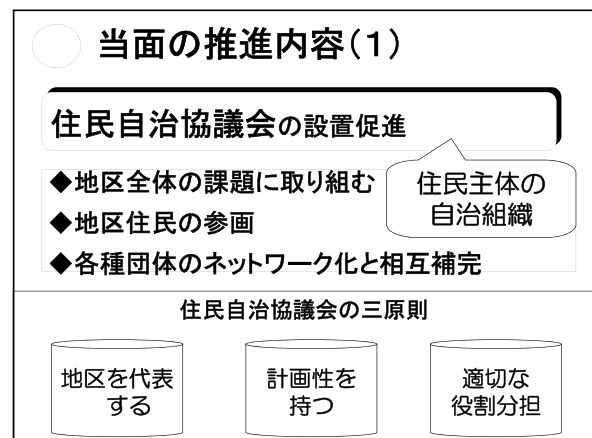 当面の推進内容(1)
住民自治協議会の設置促進
◆地区全体の課題に取り組む
◆地区住民の参画
◆各種団体のネットワーク化と相互補完
住民主体の
自治組織
住民自治協議会の三原則
地区を代表
する
計画性を
持つ
適切な
役割分担